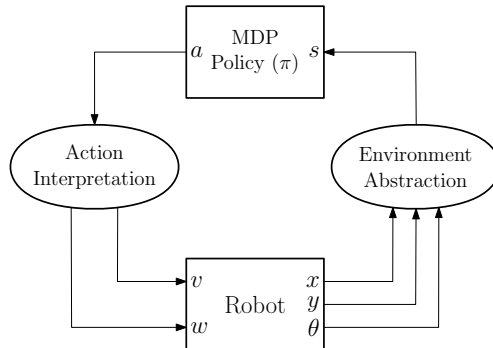 a
MDP
Policy (π)
s
Action
Interpretation
Environment
Abstraction
v
w
Robot
x
y
θ